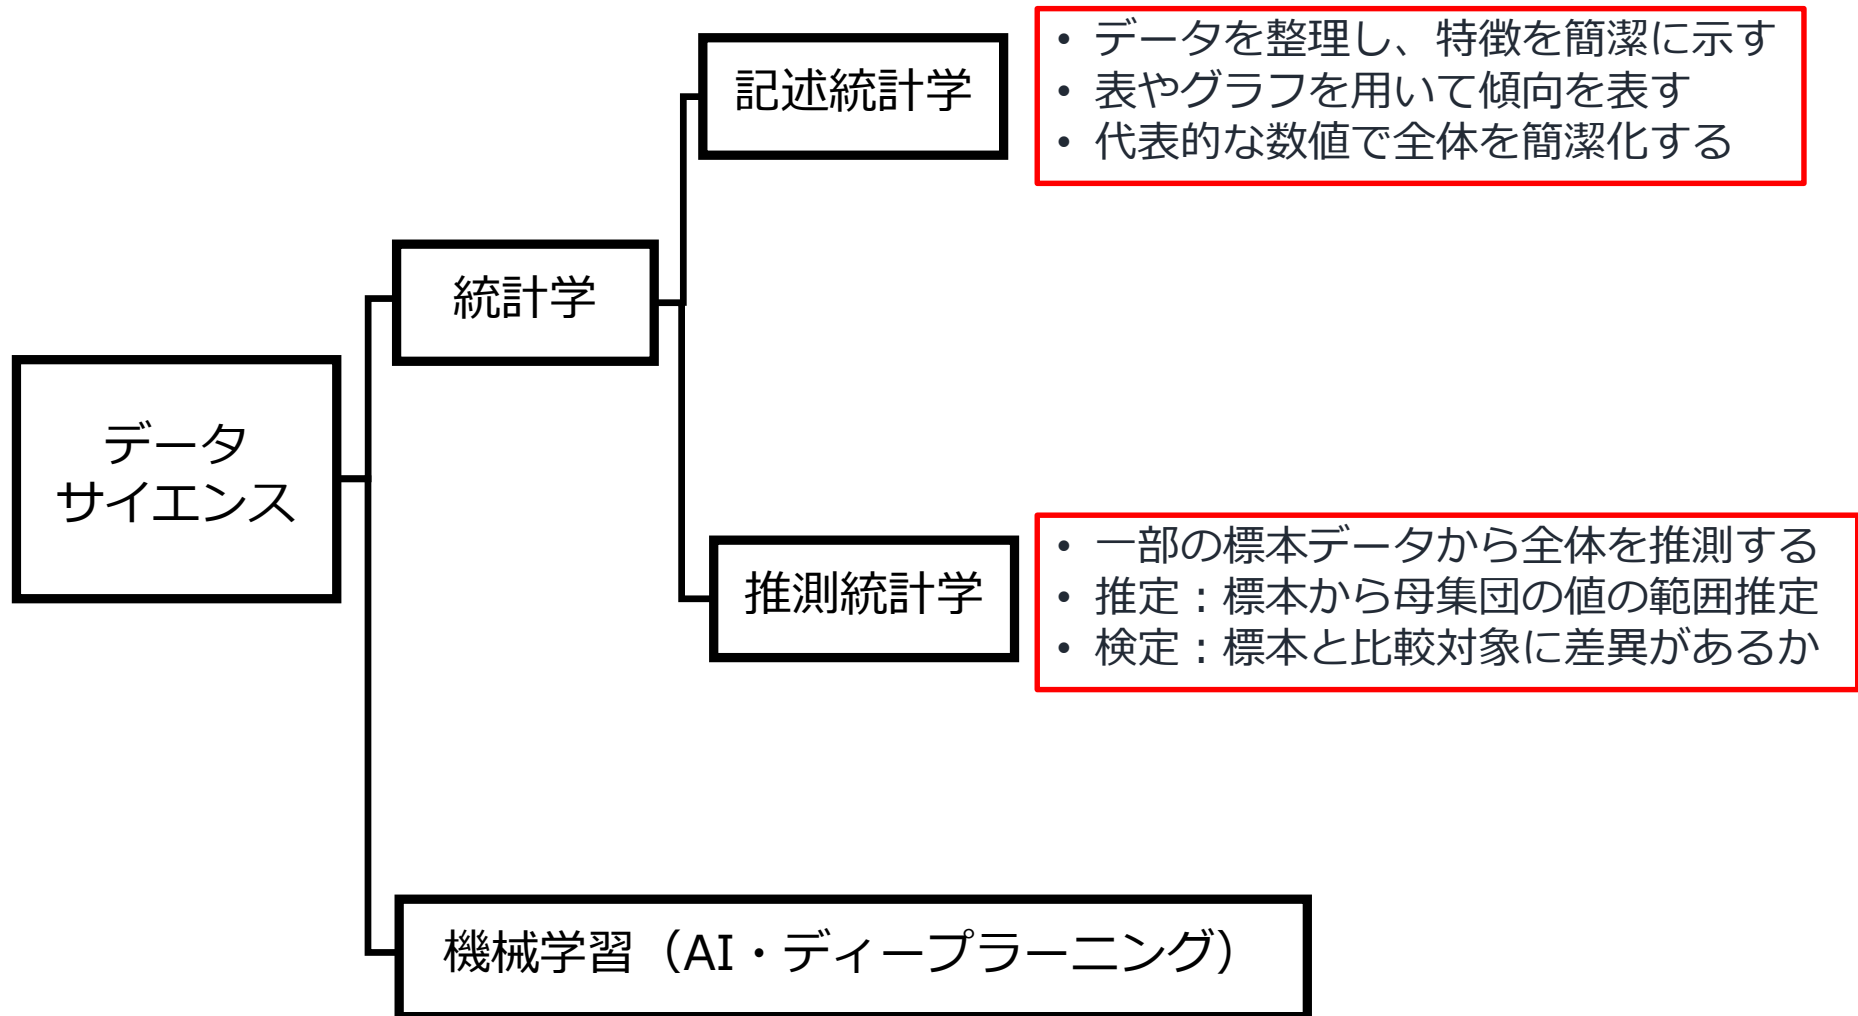 記述統計学
• データを整理し、特徴を簡潔に示す
• 表やグラフを用いて傾向を表す
• 代表的な数値で全体を簡潔化する
統計学
データ
サイエンス
推測統計学
• 一部の標本データから全体を推測する
• 推定：標本から母集団の値の範囲推定
• 検定：標本と比較対象に差異があるか
機械学習（AI・ディープラーニング）